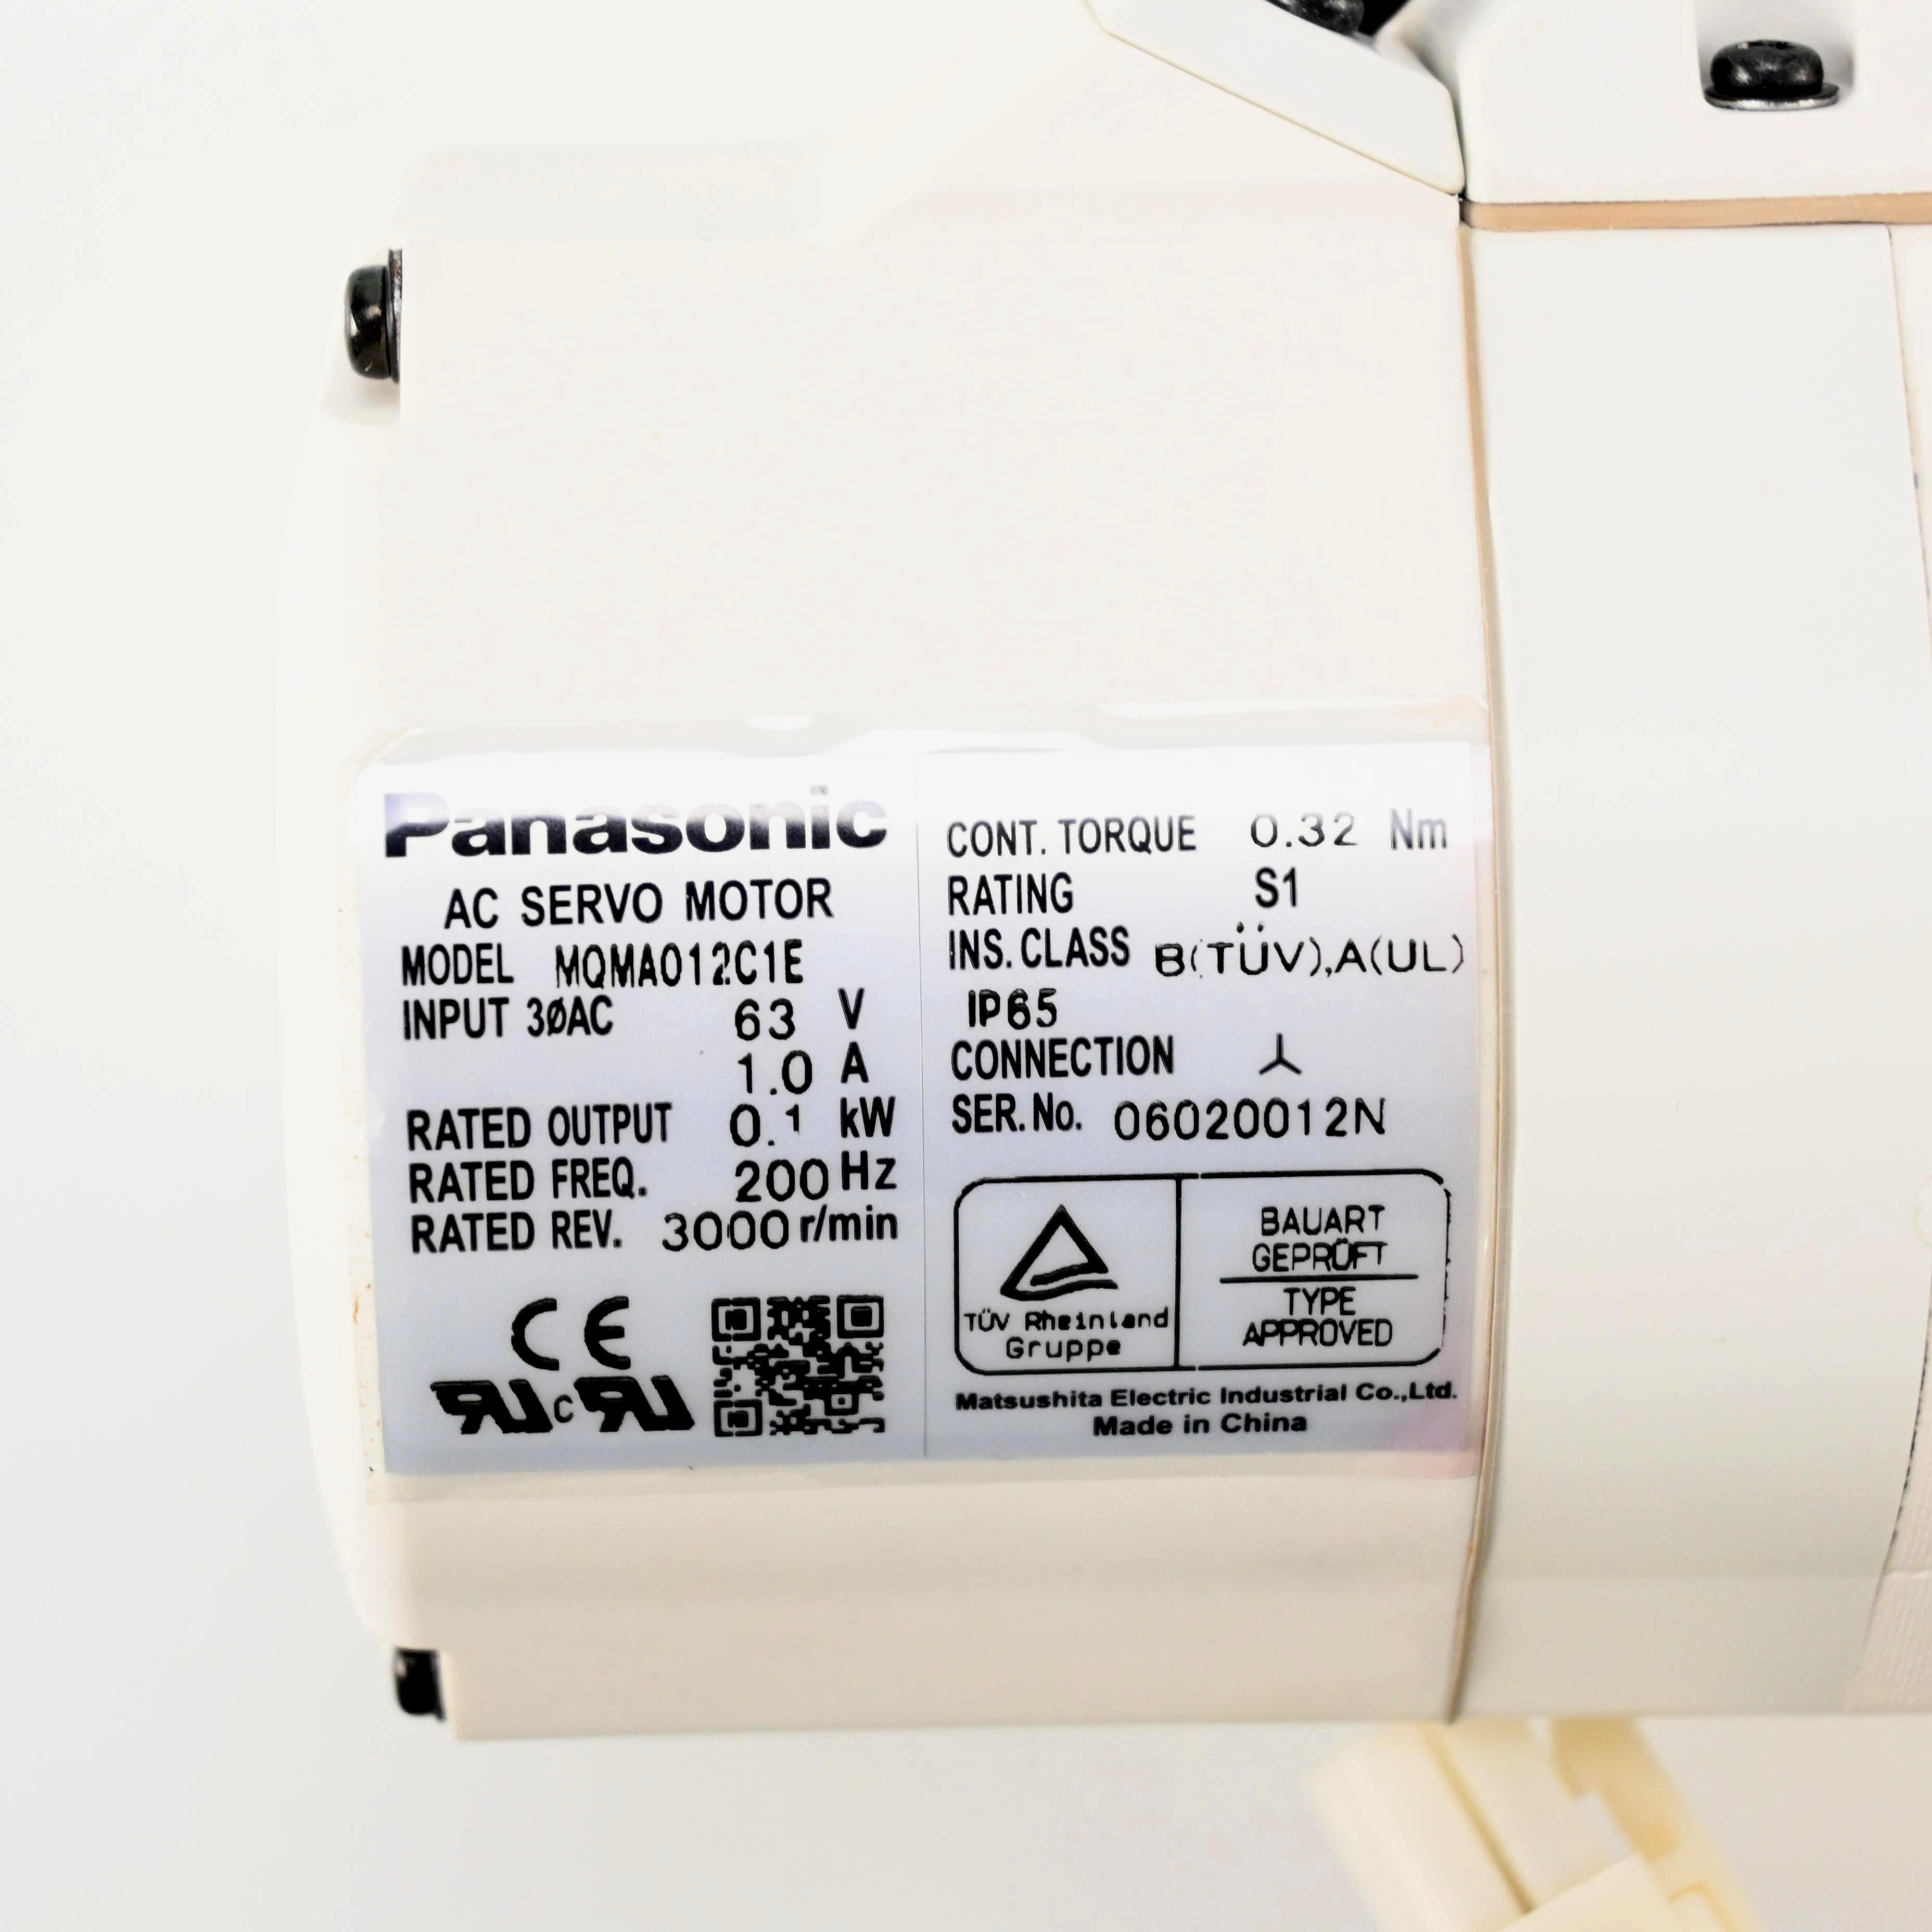 Panasonic
AC SERVO MOTOR
MODEL MQMA012C1E
INPUT 3øAC 63 V
1.0 A
RATED OUTPUT 0.1 kW
RATED FREQ. 200 Hz
RATED REV. 3000 r/min
CE
c
CONT. TORQUE 0.32 Nm
RATING S1
INS. CLASS B(TÜV),A(UL)
IP65
CONNECTION
SER. No. 06020012N
TÜV Rheinland
Gruppe
BAUART
GEPRÜFT
TYPE
APPROVED
Matsushita Electric Industrial Co.,Ltd.
Made in China